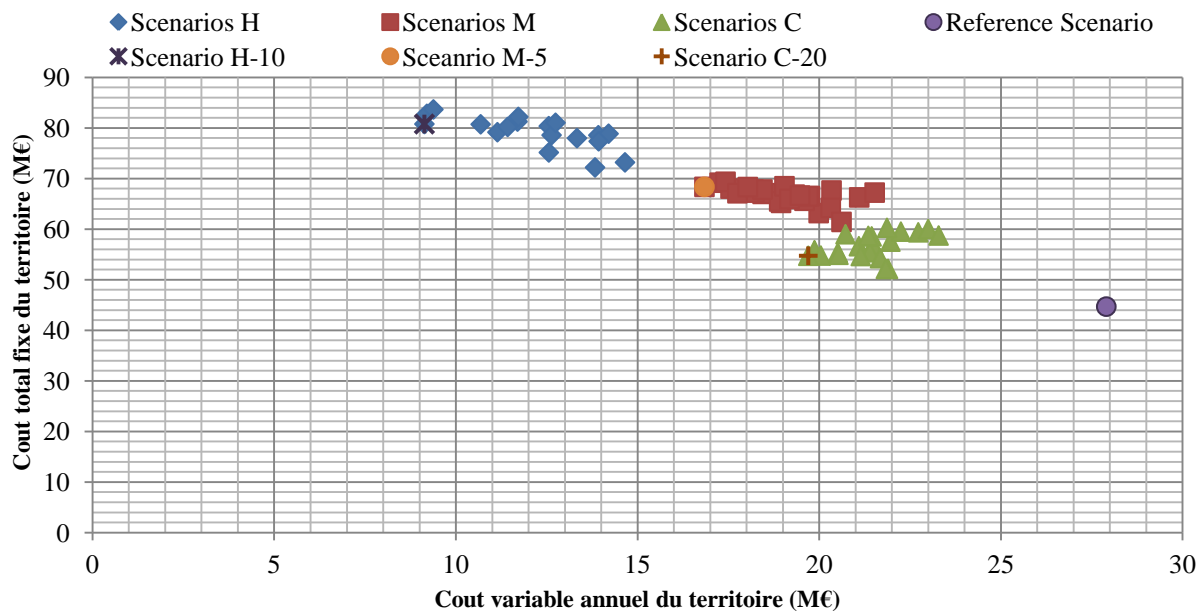 Scenarios H Scenarios M Scenarios C Reference Scenario
Scenario H-10 Sceanrio M-5 Scenario C-20
Cout total fixe du territoire (M€)
90
80
70
60
50
40
30
20
10
0
0 5 10 15 20 25 30
Cout variable annuel du territoire (M€)